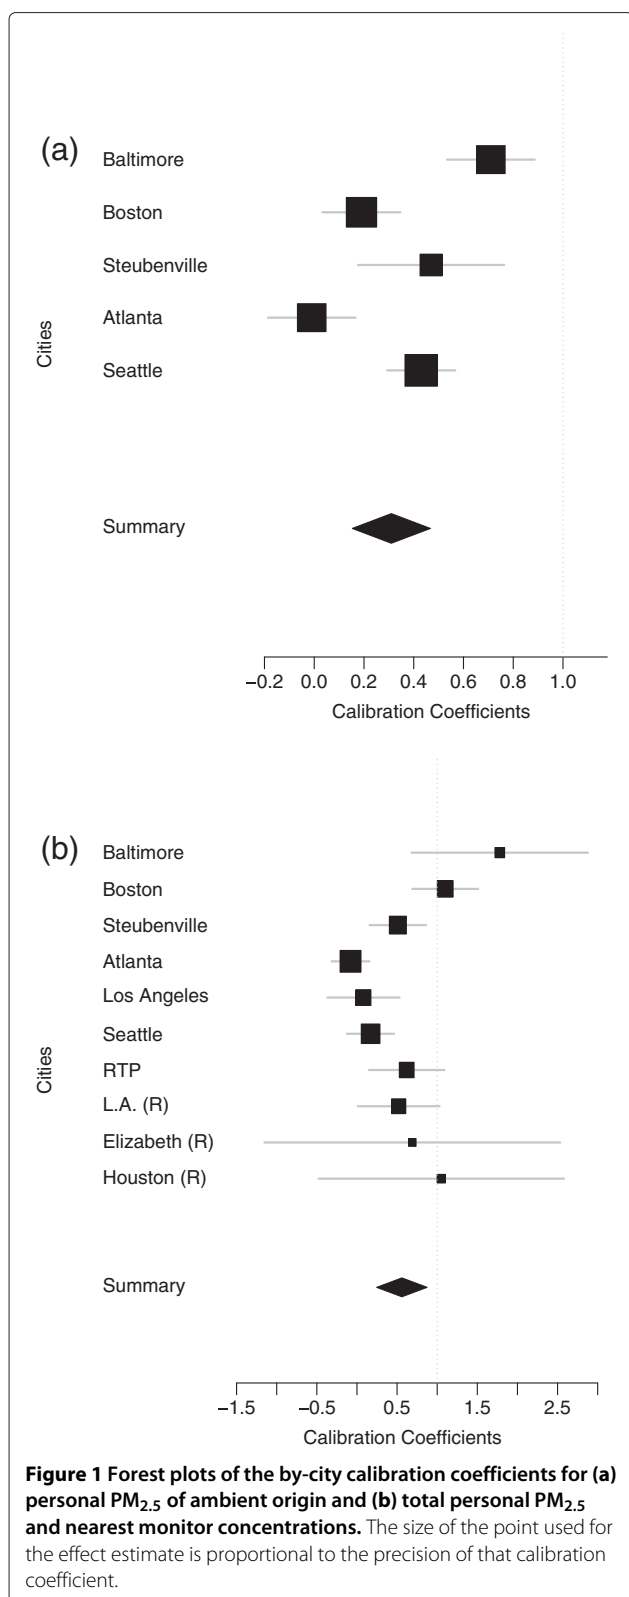 (a)
Baltimore
Boston
Steubenville
Atlanta
Seattle
Cities
Summary
−0.2 0.0 0.2 0.4 0.6 0.8 1.0
Calibration Coefficients
(b)
Baltimore
Boston
Steubenville
Atlanta
Los Angeles
Seattle
RTP
L.A. (R)
Elizabeth (R)
Houston (R)
Cities
Summary
−1.5 −0.5 0.5 1.5 2.5
Calibration Coefficients
Figure 1 Forest plots of the by-city calibration coefficients for (a)
personal PM2.5 of ambient origin and (b) total personal PM2.5
and nearest monitor concentrations. The size of the point used for
the effect estimate is proportional to the precision of that calibration
coefficient.